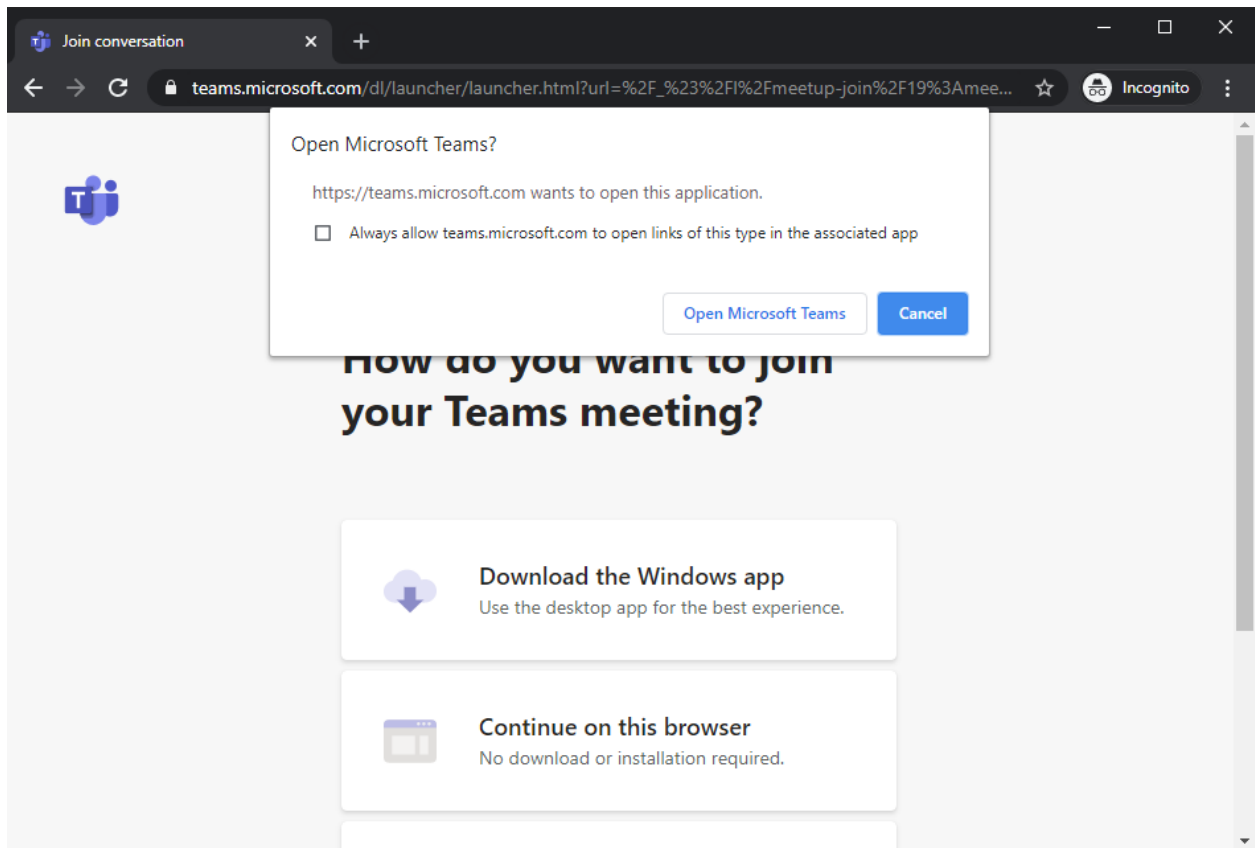 Join conversation
teams.microsoft.com/dl/launcher/launcher.html?url=%2F_%23%2Fl%2Fmeetup-join%2F19%3Amee...
Incognito
Open Microsoft Teams?
https://teams.microsoft.com wants to open this application.
Always allow teams.microsoft.com to open links of this type in the associated app
Open Microsoft Teams
Cancel
How do you want to join
your Teams meeting?
Download the Windows app
Use the desktop app for the best experience.
Continue on this browser
No download or installation required.